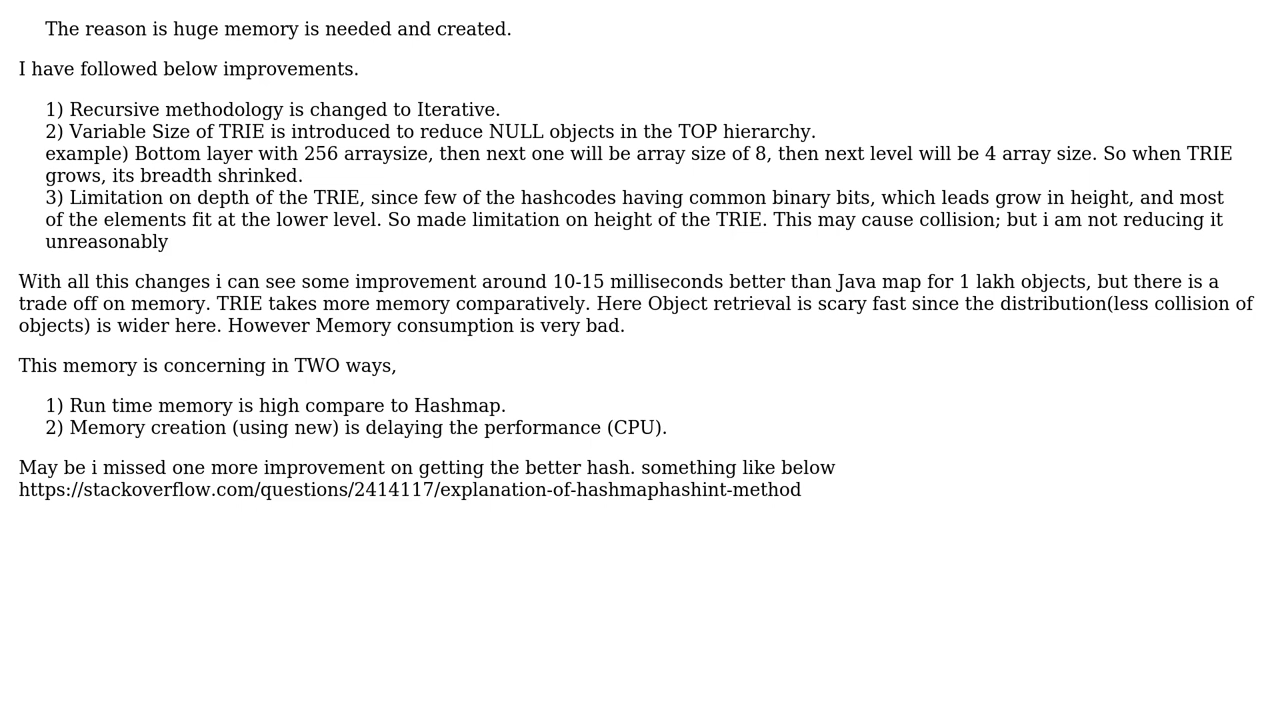 The reason is huge memory is needed and created.
I have followed below improvements.
1) Recursive methodology is changed to Iterative.
2) Variable Size of TRIE is introduced to reduce NULL objects in the TOP hierarchy.
example) Bottom layer with 256 arraysize, then next one will be array size of 8, then next level will be 4 array size. So when TRIE
grows, its breadth shrinked.
3) Limitation on depth of the TRIE, since few of the hashcodes having common binary bits, which leads grow in height, and most
of the elements fit at the lower level. So made limitation on height of the TRIE. This may cause collision; but i am not reducing it
unreasonably
With all this changes i can see some improvement around 10-15 milliseconds better than Java map for 1 lakh objects, but there is a
trade off on memory. TRIE takes more memory comparatively. Here Object retrieval is scary fast since the distribution(less collision of
objects) is wider here. However Memory consumption is very bad.
This memory is concerning in TWO ways,
1) Run time memory is high compare to Hashmap.
2) Memory creation (using new) is delaying the performance (CPU).
May be i missed one more improvement on getting the better hash. something like below
https://stackoverflow.com/questions/2414117/explanation-of-hashmaphashint-method